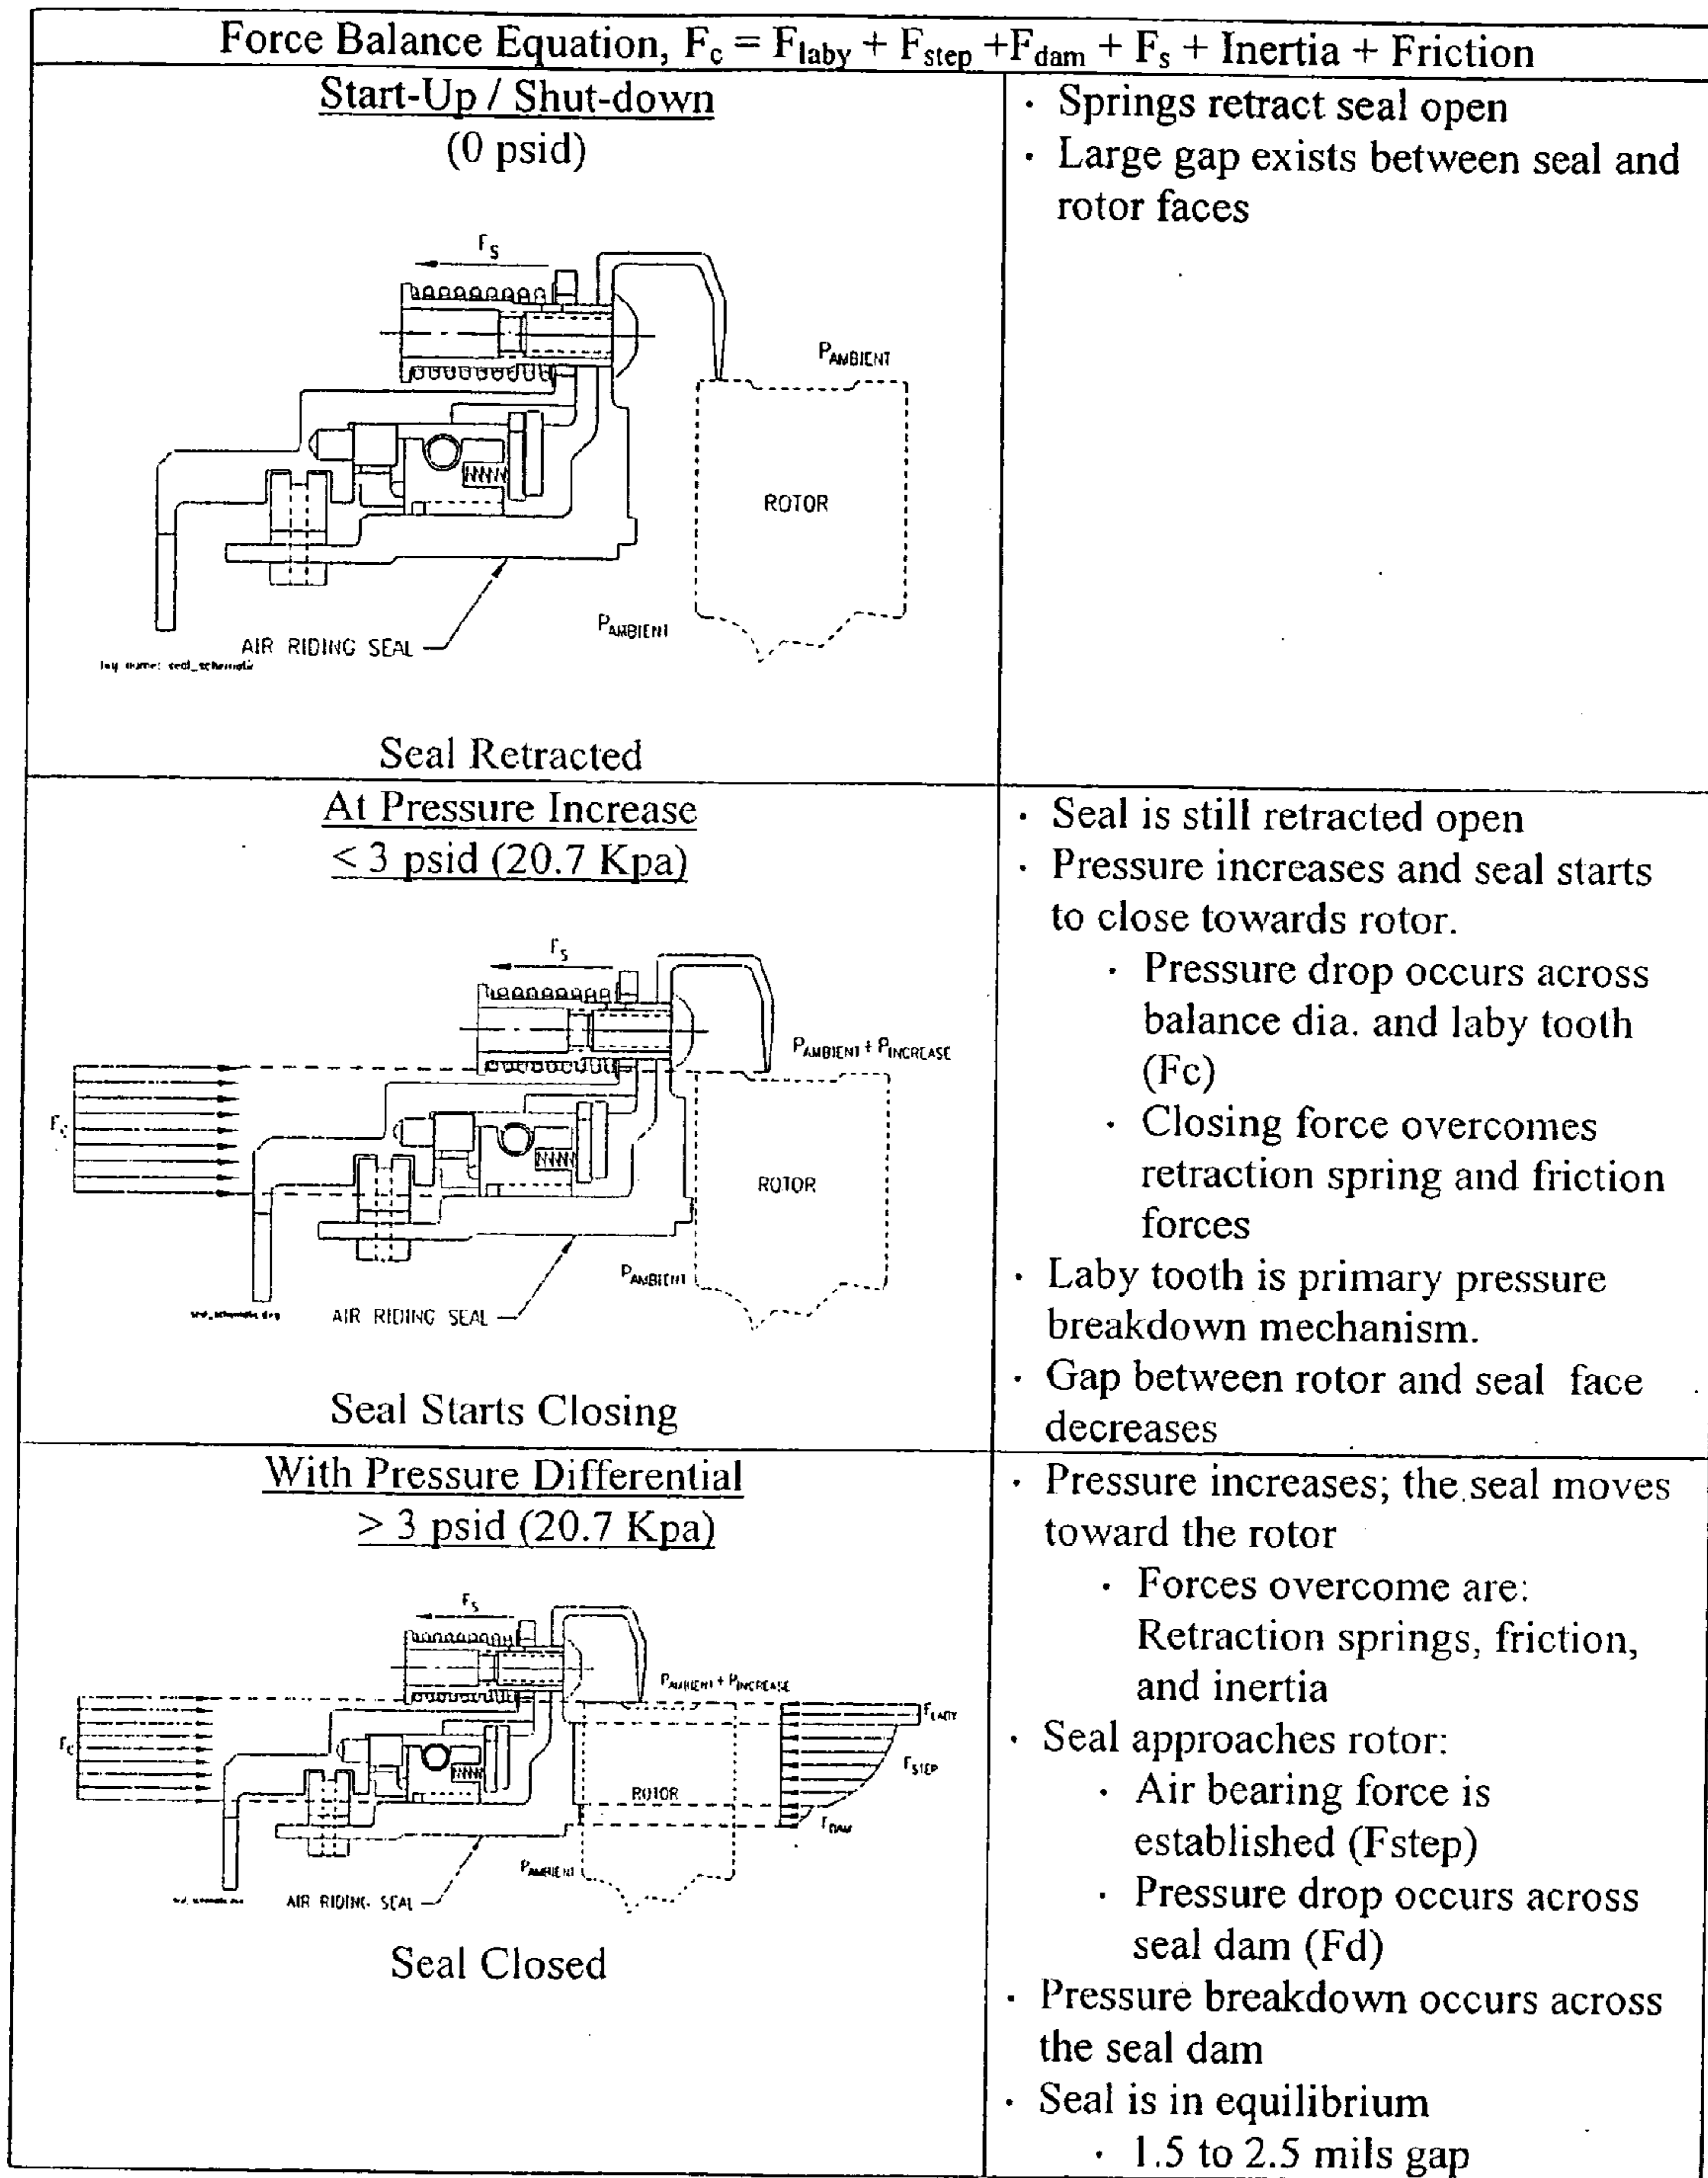 Force Balance Equation, Fc = Flaby + Fstep +Fdam + Fs + Inertia + Friction
Start-Up / Shut-down
(0 psid)
FS
PAMBIENT
ROTOR
PAMBIENT
AIR RIDING SEAL
Seal Retracted
· Springs retract seal open
· Large gap exists between seal and
rotor faces
At Pressure Increase
< 3 psid (20.7 Kpa)
FS
PAMBIENT + PINCREASE
FC
ROTOR
PAMBIENT
AIR RIDING SEAL
Seal Starts Closing
· Seal is still retracted open
· Pressure increases and seal starts
to close towards rotor.
· Pressure drop occurs across
balance dia. and laby tooth
(Fc)
· Closing force overcomes
retraction spring and friction
forces
· Laby tooth is primary pressure
breakdown mechanism.
· Gap between rotor and seal face
decreases
With Pressure Differential
> 3 psid (20.7 Kpa)
FS
PAMBIENT + PINCREASE
FLABY
FC
FSTEP
ROTOR
FDAM
PAMBIENT
AIR RIDING SEAL
Seal Closed
· Pressure increases; the seal moves
toward the rotor
· Forces overcome are:
Retraction springs, friction,
and inertia
· Seal approaches rotor:
· Air bearing force is
established (Fstep)
· Pressure drop occurs across
seal dam (Fd)
· Pressure breakdown occurs across
the seal dam
· Seal is in equilibrium
· 1.5 to 2.5 mils gap